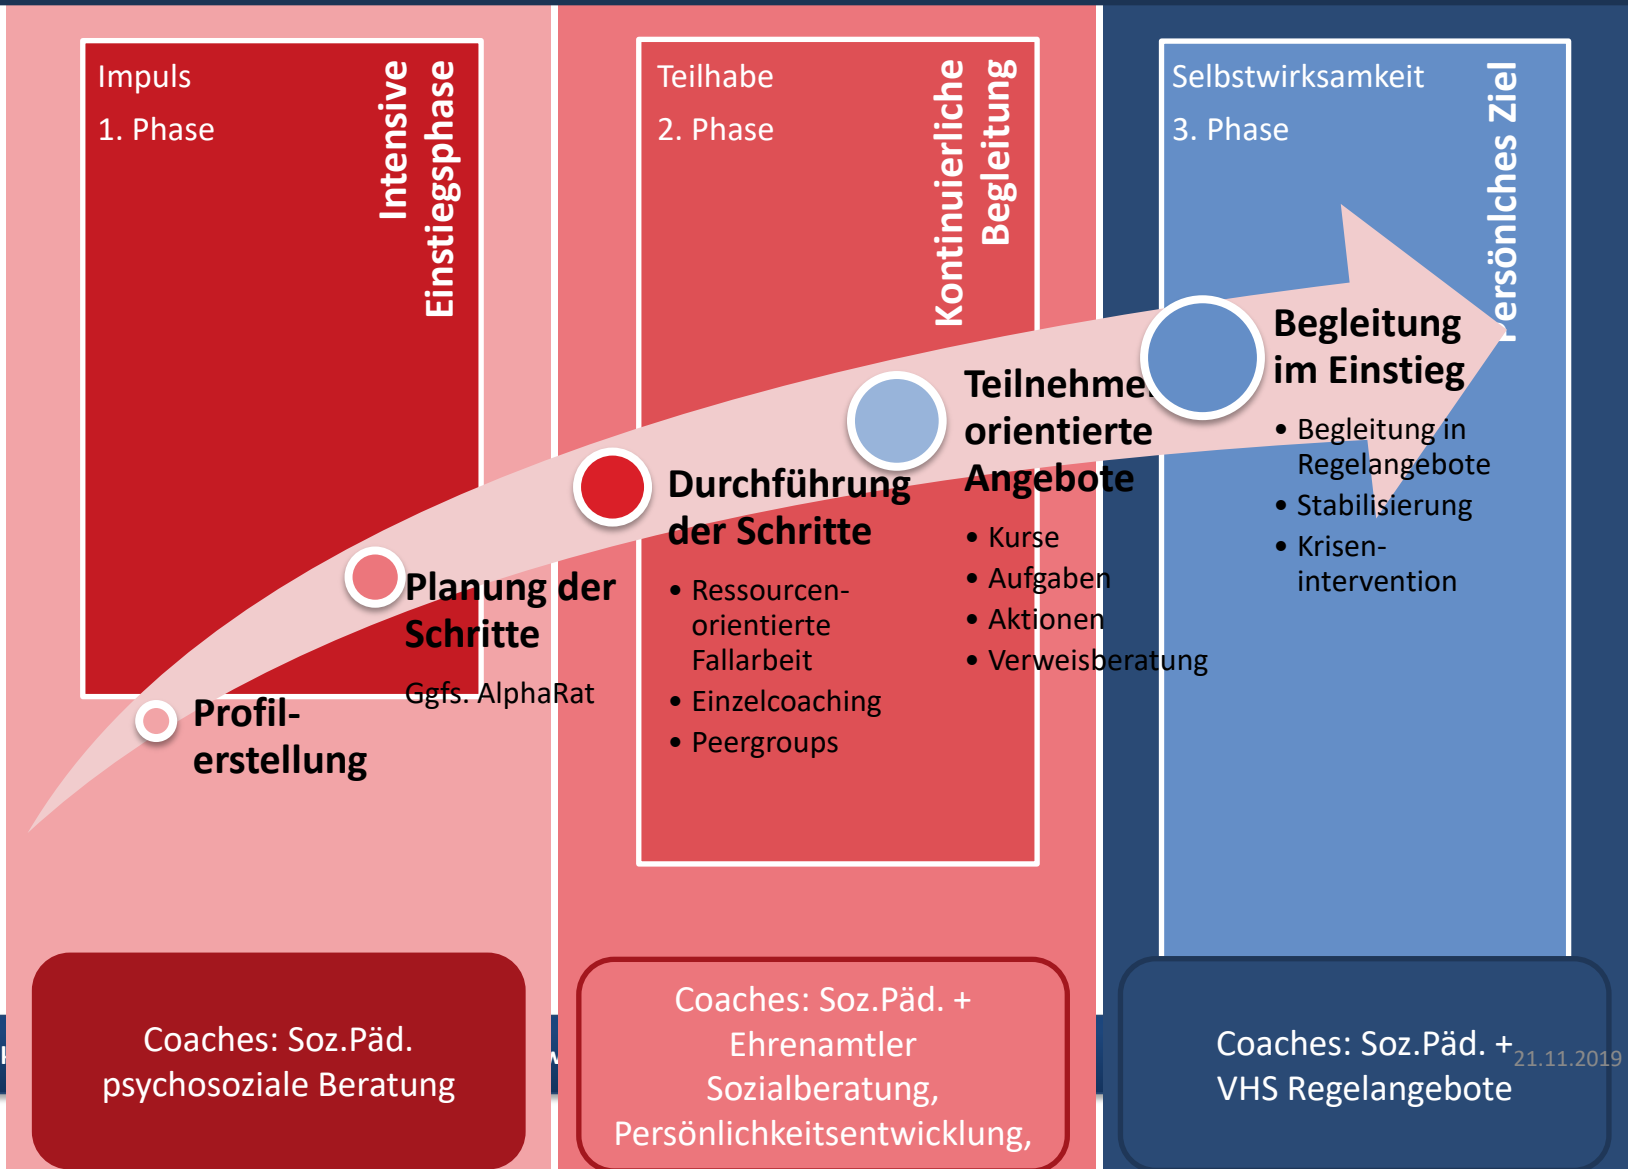 Impuls
1. Phase
Intensive
Einstiegsphase
Profil-
erstellung
Planung der
Schritte
Ggfs. AlphaRat
Coaches: Soz.Päd.
psychosoziale Beratung
Teilhabe
2. Phase
Kontinuierliche
Begleitung
Durchführung
der Schritte
• Ressourcen-
orientierte
Fallarbeit
• Einzelcoaching
• Peergroups
orientierte
Angebote
• Kurse
• Aufgaben
• Aktionen
• Verweisberatung
Coaches: Soz.Päd. +
Ehrenamtler
Sozialberatung,
Persönlichkeitsentwicklung,
Selbstwirksamkeit
3. Phase
Persönlches Ziel
Begleitung
im Einstieg
• Begleitung in
Regelangebote
• Stabilisierung
• Krisen-
intervention
Coaches: Soz.Päd. +
VHS Regelangebote
21.11.2019